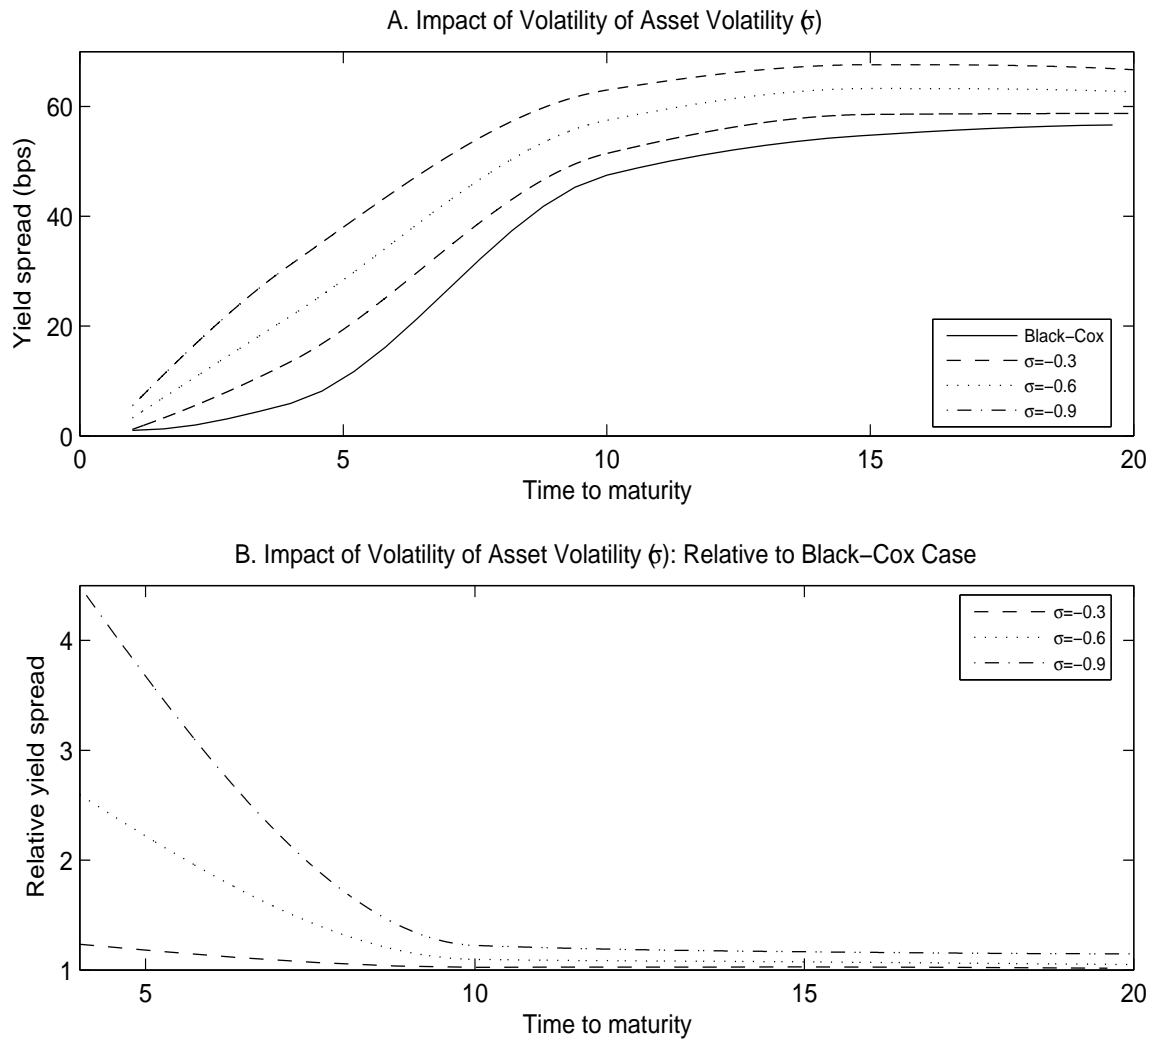 A. Impact of Volatility of Asset Volatility (σ)
Yield spread (bps)
60
40
20
0
0
5
10
15
20
Time to maturity
Black−Cox
σ=−0.3
σ=−0.6
σ=−0.9
B. Impact of Volatility of Asset Volatility (σ): Relative to Black−Cox Case
Relative yield spread
4
3
2
1
5
10
15
20
Time to maturity
σ=−0.3
σ=−0.6
σ=−0.9